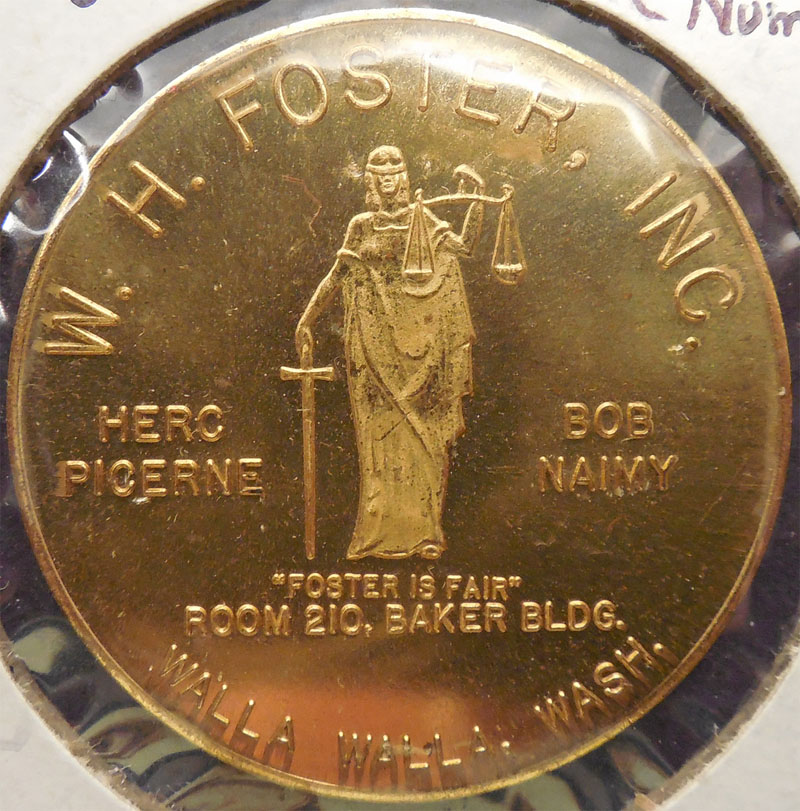 W. H. FOSTER, INC.
HERC
PICERNE
BOB
NAIMY
"FOSTER IS FAIR"
ROOM 210, BAKER BLDG.
WALLA WALLA, WASH.